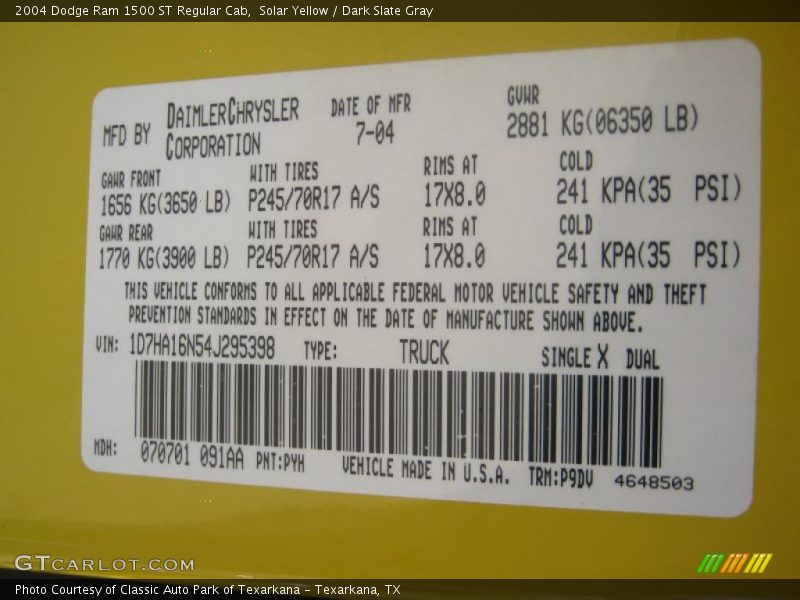 2004 Dodge Ram 1500 ST Regular Cab, Solar Yellow / Dark Slate Gray
MFD BY DAIMLERCHRYSLER CORPORATION DATE OF MFR 7-04 GVWR 2881 KG(06350 LB)
GAWR FRONT WITH TIRES RIMS AT COLD
1656 KG(3650 LB) P245/70R17 A/S 17X8.0 241 KPA(35 PSI)
GAWR REAR WITH TIRES RIMS AT COLD
1770 KG(3900 LB) P245/70R17 A/S 17X8.0 241 KPA(35 PSI)
THIS VEHICLE CONFORMS TO ALL APPLICABLE FEDERAL MOTOR VEHICLE SAFETY AND THEFT
PREVENTION STANDARDS IN EFFECT ON THE DATE OF MANUFACTURE SHOWN ABOVE.
VIN: 1D7HA16N54J295398 TYPE: TRUCK SINGLE X DUAL
MDH: 070701 091AA PNT:PYH VEHICLE MADE IN U.S.A. TRM:P9DV 4648503
GTCARLOT.COM
Photo Courtesy of Classic Auto Park of Texarkana - Texarkana, TX